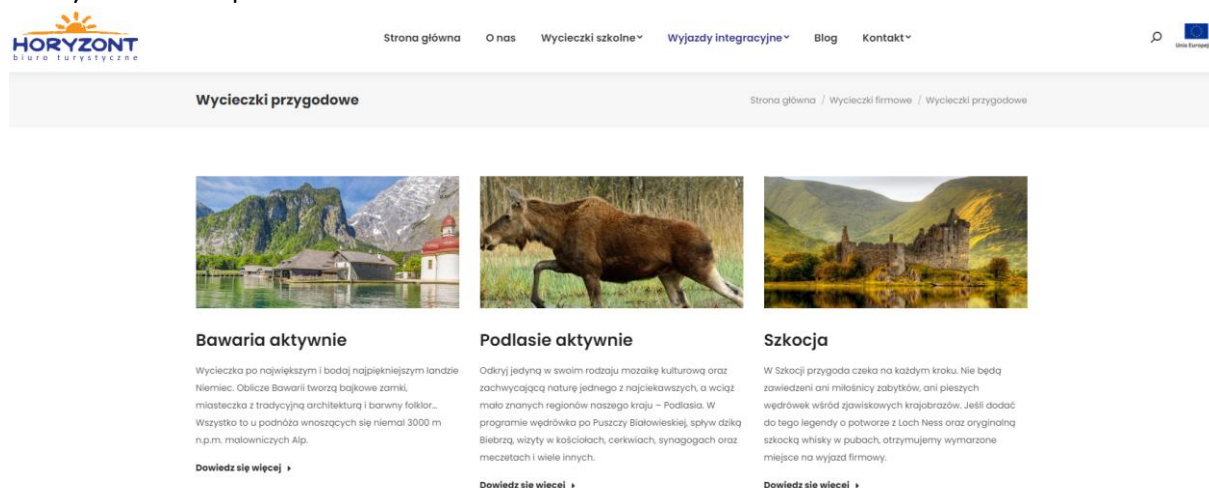 HORYZONT
biuro turystyczne
Strona główna
O nas
Wycieczki szkolne
Wyjazdy integracyjne
Blog
Kontakt
Wycieczki przygodowe
Strona główna / Wycieczki firmowe / Wycieczki przygodowe
Bawaria aktywnie
Wycieczka po największym i bodaj najpiękniejszym landzie
Niemiec. Oblicze Bawarii tworzą bajkowe zamki,
miasteczka z tradycyjną architekturą i barwny folklor...
Wszystko to u podnóża wnoszących się niemal 3000 m
n.p.m. malowniczych Alp.
Dowiedz się więcej
Podlasie aktywnie
Odkryj jedyną w swoim rodzaju mozaikę kulturową oraz
zachwycającą naturę jednego z najciekawszych, a wciąż
mało znanych regionów naszego kraju – Podlasia. W
programie wędrówka po Puszczy Białowieskiej, spływ dziką
Biebrzą, wizyty w kościołach, cerkwiach, synagogach oraz
meczetach i wiele innych.
Dowiedz się więcej
Szkocja
W Szkocji przygoda czeka na każdym kroku. Nie będą
zawiedzeni ani miłośnicy zabytków, ani pieszych
wędrówek wśród zjawiskowych krajobrazów. Jeśli dodać
do tego legendy o potworze z Loch Ness oraz oryginalną
szkocką whisky w pubach, otrzymujemy wymarzone
miejsce na wyjazd firmowy.
Dowiedz się więcej